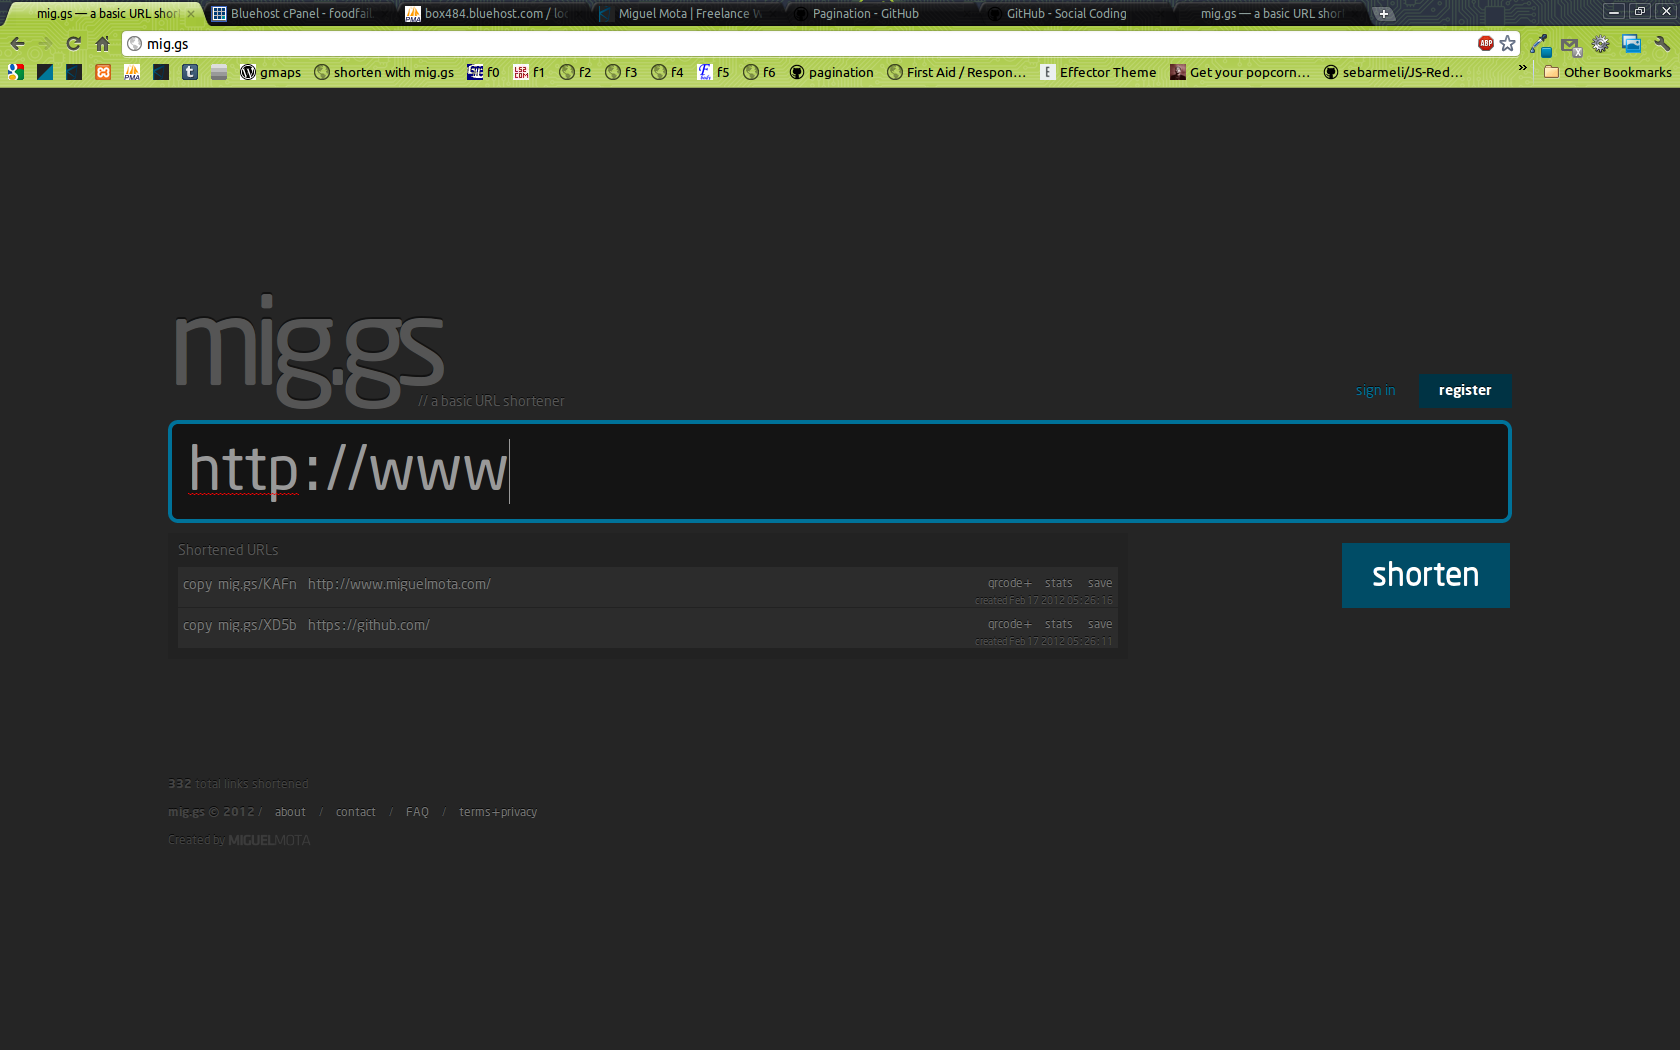 mig.gs — a basic URL shor
Bluehost cPanel - foodfail
box484.bluehost.com / loc
Miguel Mota | Freelance W
Pagination - GitHub
GitHub - Social Coding
mig.gs — a basic URL shor
mig.gs
ABP
PMA
gmaps
shorten with mig.gs
f0
f1
f2
f3
f4
f5
f6
pagination
First Aid / Respon...
Effector Theme
Get your popcorn...
sebarmeli/JS-Red...
»
Other Bookmarks
mig.gs
// a basic URL shortener
sign in
register
http://www
Shortened URLs
shorten
copy mig.gs/KAFn http://www.miguelmota.com/ qrcode+ stats save
created Feb 17 2012 05:26:16
copy mig.gs/XD5b https://github.com/ qrcode+ stats save
created Feb 17 2012 05:26:11
332 total links shortened
mig.gs © 2012 / about / contact / FAQ / terms+privacy
Created by MIGUELMOTA